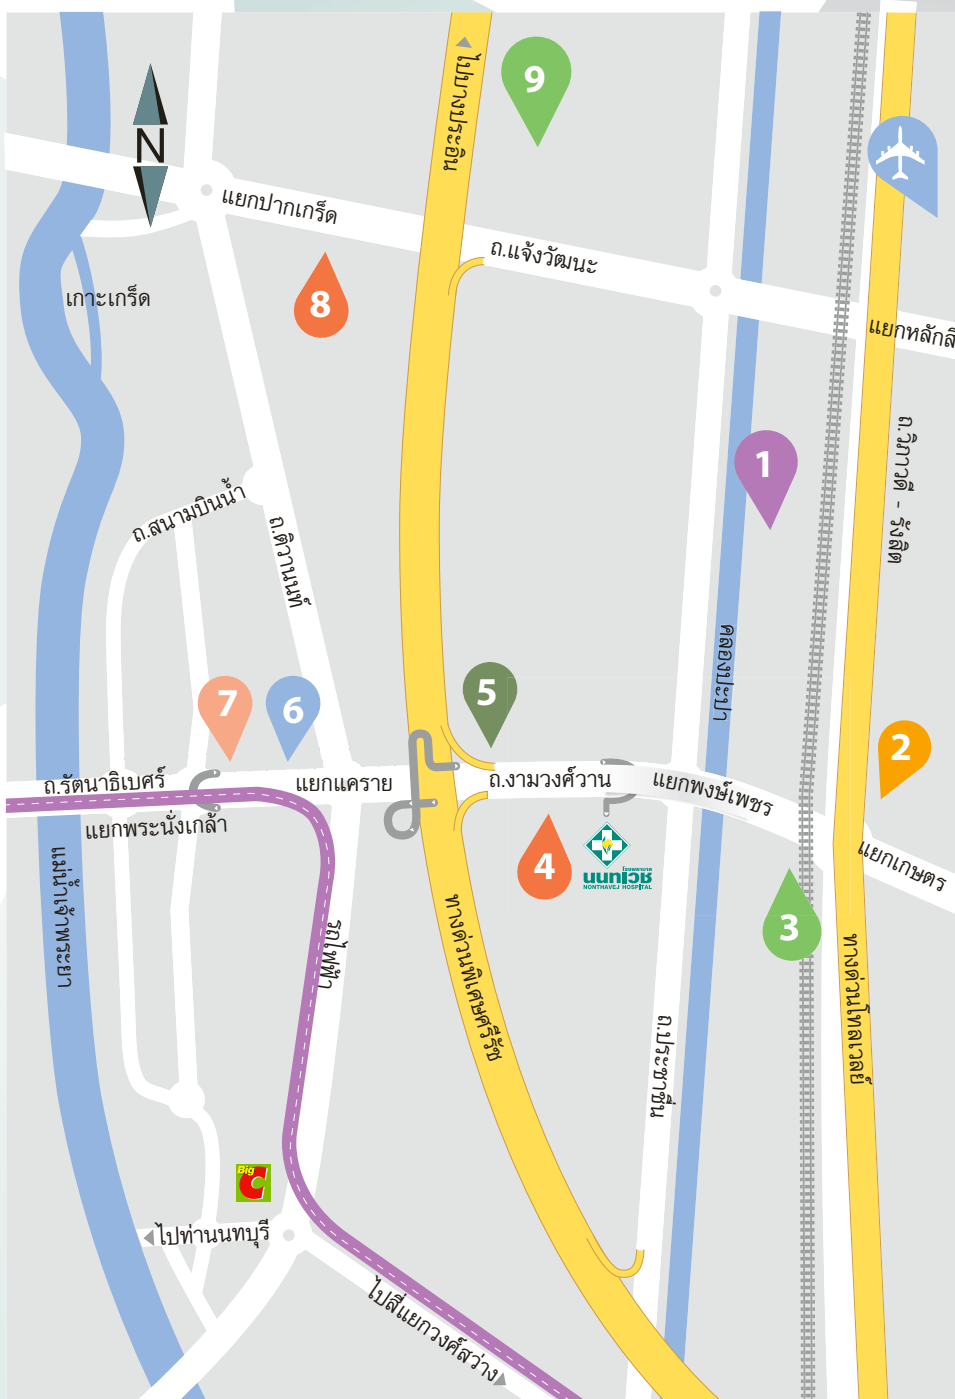 ไปบางปะอิน
9
N
แยกปากเกร็ด
ถ.แจ้งวัฒนะ
เกาะเกร็ด
8
แยกหลักสี่
ถ.วิภาวดี - รังสิต
1
ถ.สนามบินน้ำ
ถ.ติวานนท์
คลองประปา
7
6
5
2
ถ.รัตนาธิเบศร์
แยกแคราย
ถ.งามวงศ์วาน
แยกพงษ์เพชร
แยกพระนั่งเกล้า
แยกเกษตร
4
โรงพยาบาล
นนทเวช
NONTHAVEJ HOSPITAL
3
แม่น้ำเจ้าพระยา
รถไฟฟ้า
ทางด่วนพิเศษศรีรัช
ทางด่วนโทลเวลย์
ถ.ประชาชื่น
Big
C
ไปท่านนทบุรี
ไปสี่แยกวงศ์สว่าง